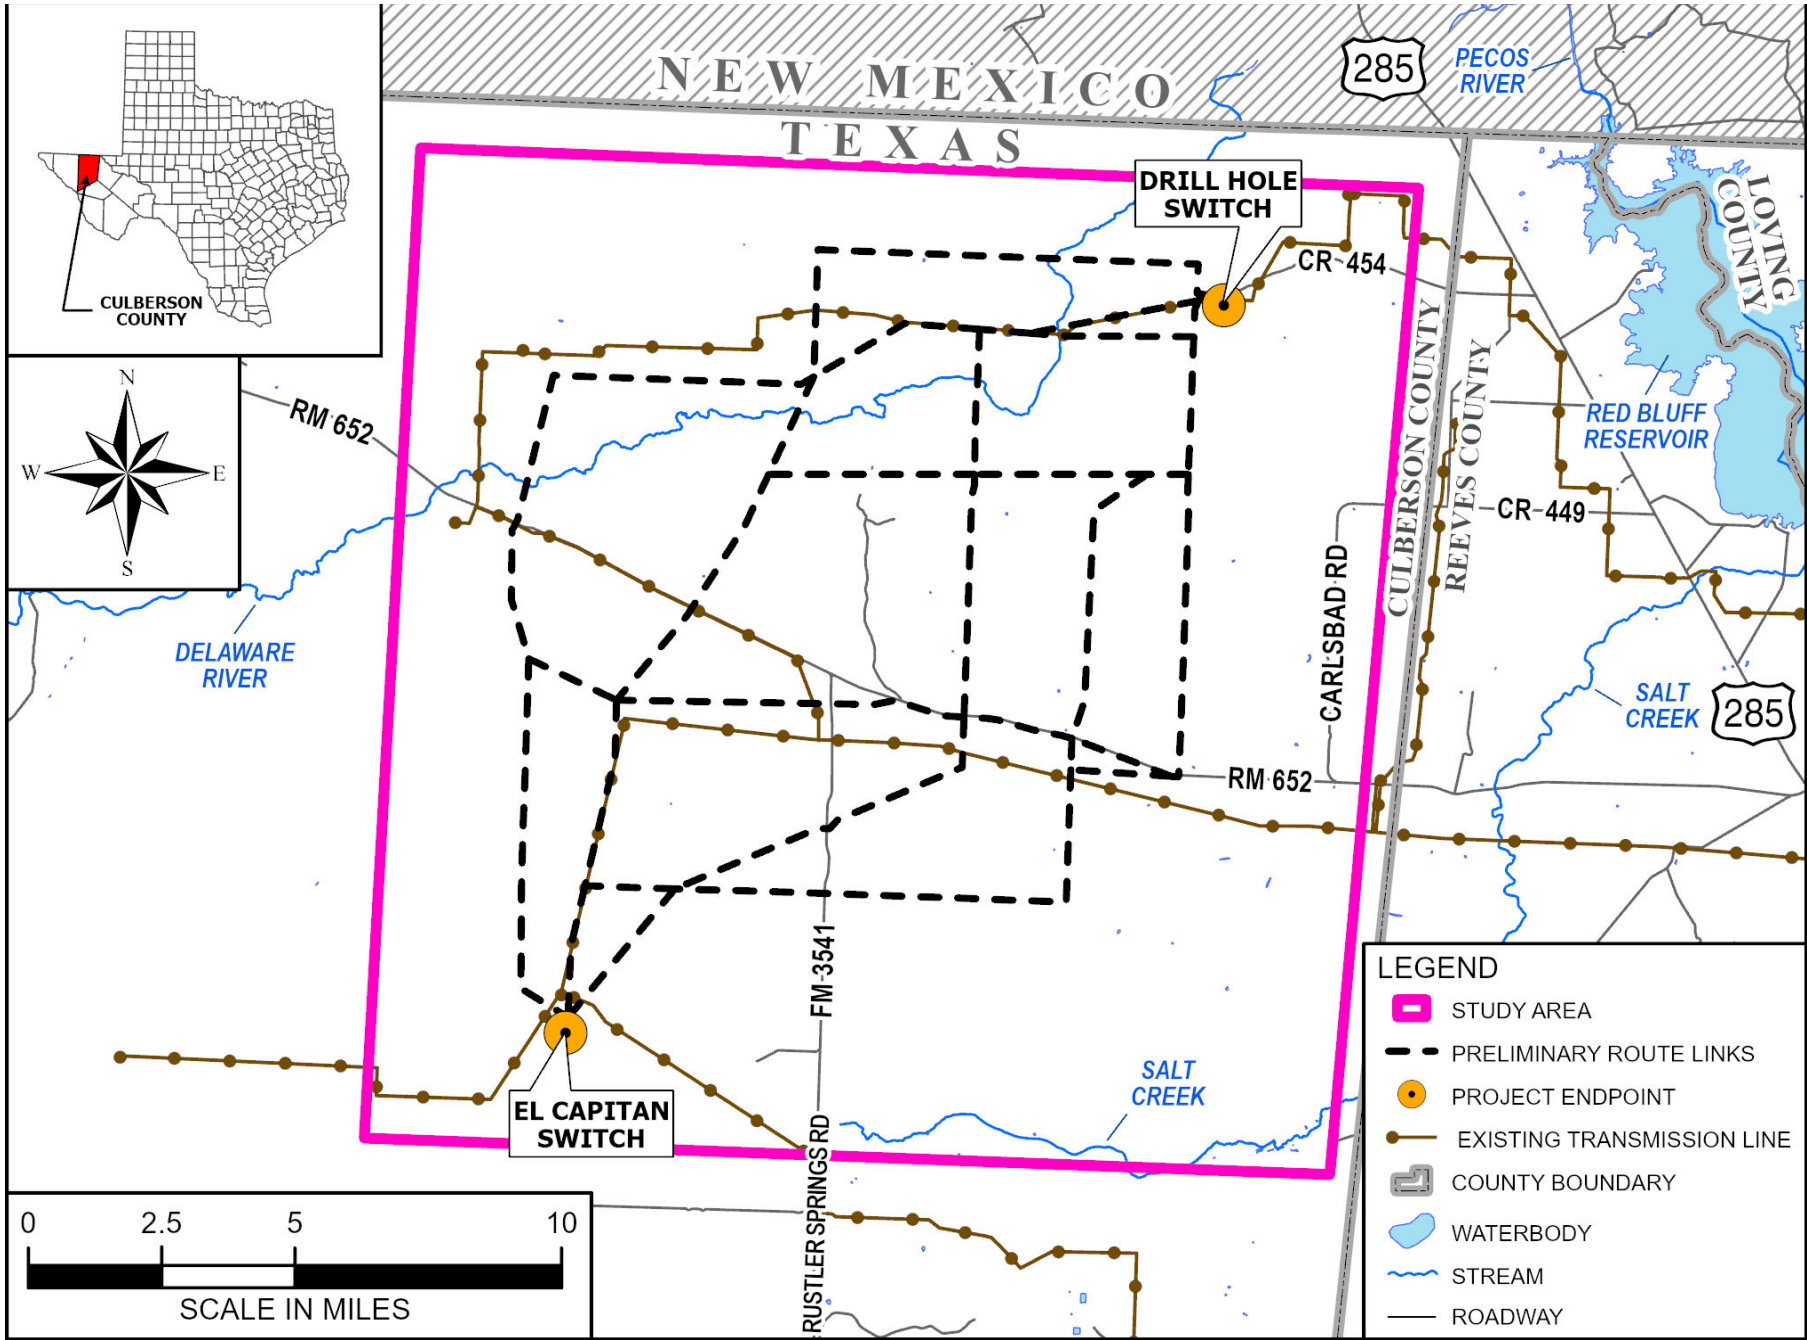 NEW MEXICO
TEXAS
285
PECOS
RIVER
LOVING
COUNTY
CULBERSON
COUNTY
DRILL HOLE
SWITCH
CR 454
N
W
E
S
RM 652
RED BLUFF
RESERVOIR
CULBERSON COUNTY
REEVES COUNTY
CR 449
CARLSBAD RD
DELAWARE
RIVER
SALT
CREEK
285
RM 652
FM 3541
EL CAPITAN
SWITCH
SALT
CREEK
RUSTLER SPRINGS RD
0 2.5 5 10
SCALE IN MILES
LEGEND
STUDY AREA
PRELIMINARY ROUTE LINKS
PROJECT ENDPOINT
EXISTING TRANSMISSION LINE
COUNTY BOUNDARY
WATERBODY
STREAM
ROADWAY